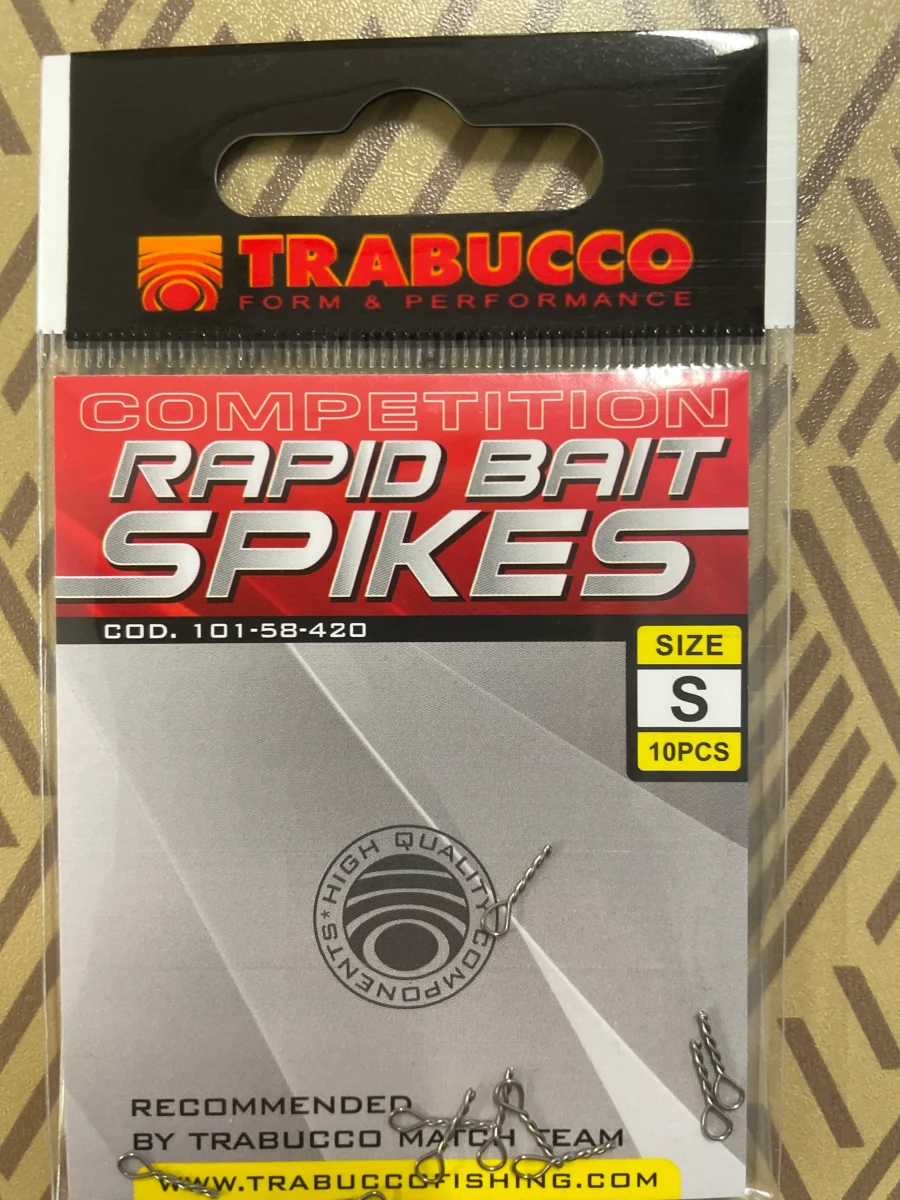 TRABUCCO
FORM & PERFORMANCE
COMPETITION
RAPID BAIT
SPIKES
COD. 101-58-420
SIZE
S
10PCS
HIGH QUALITY COMPONENTS*
RECOMMENDED
BY TRABUCCO MATCH TEAM
WWW.TRABUCCOFISHING.COM